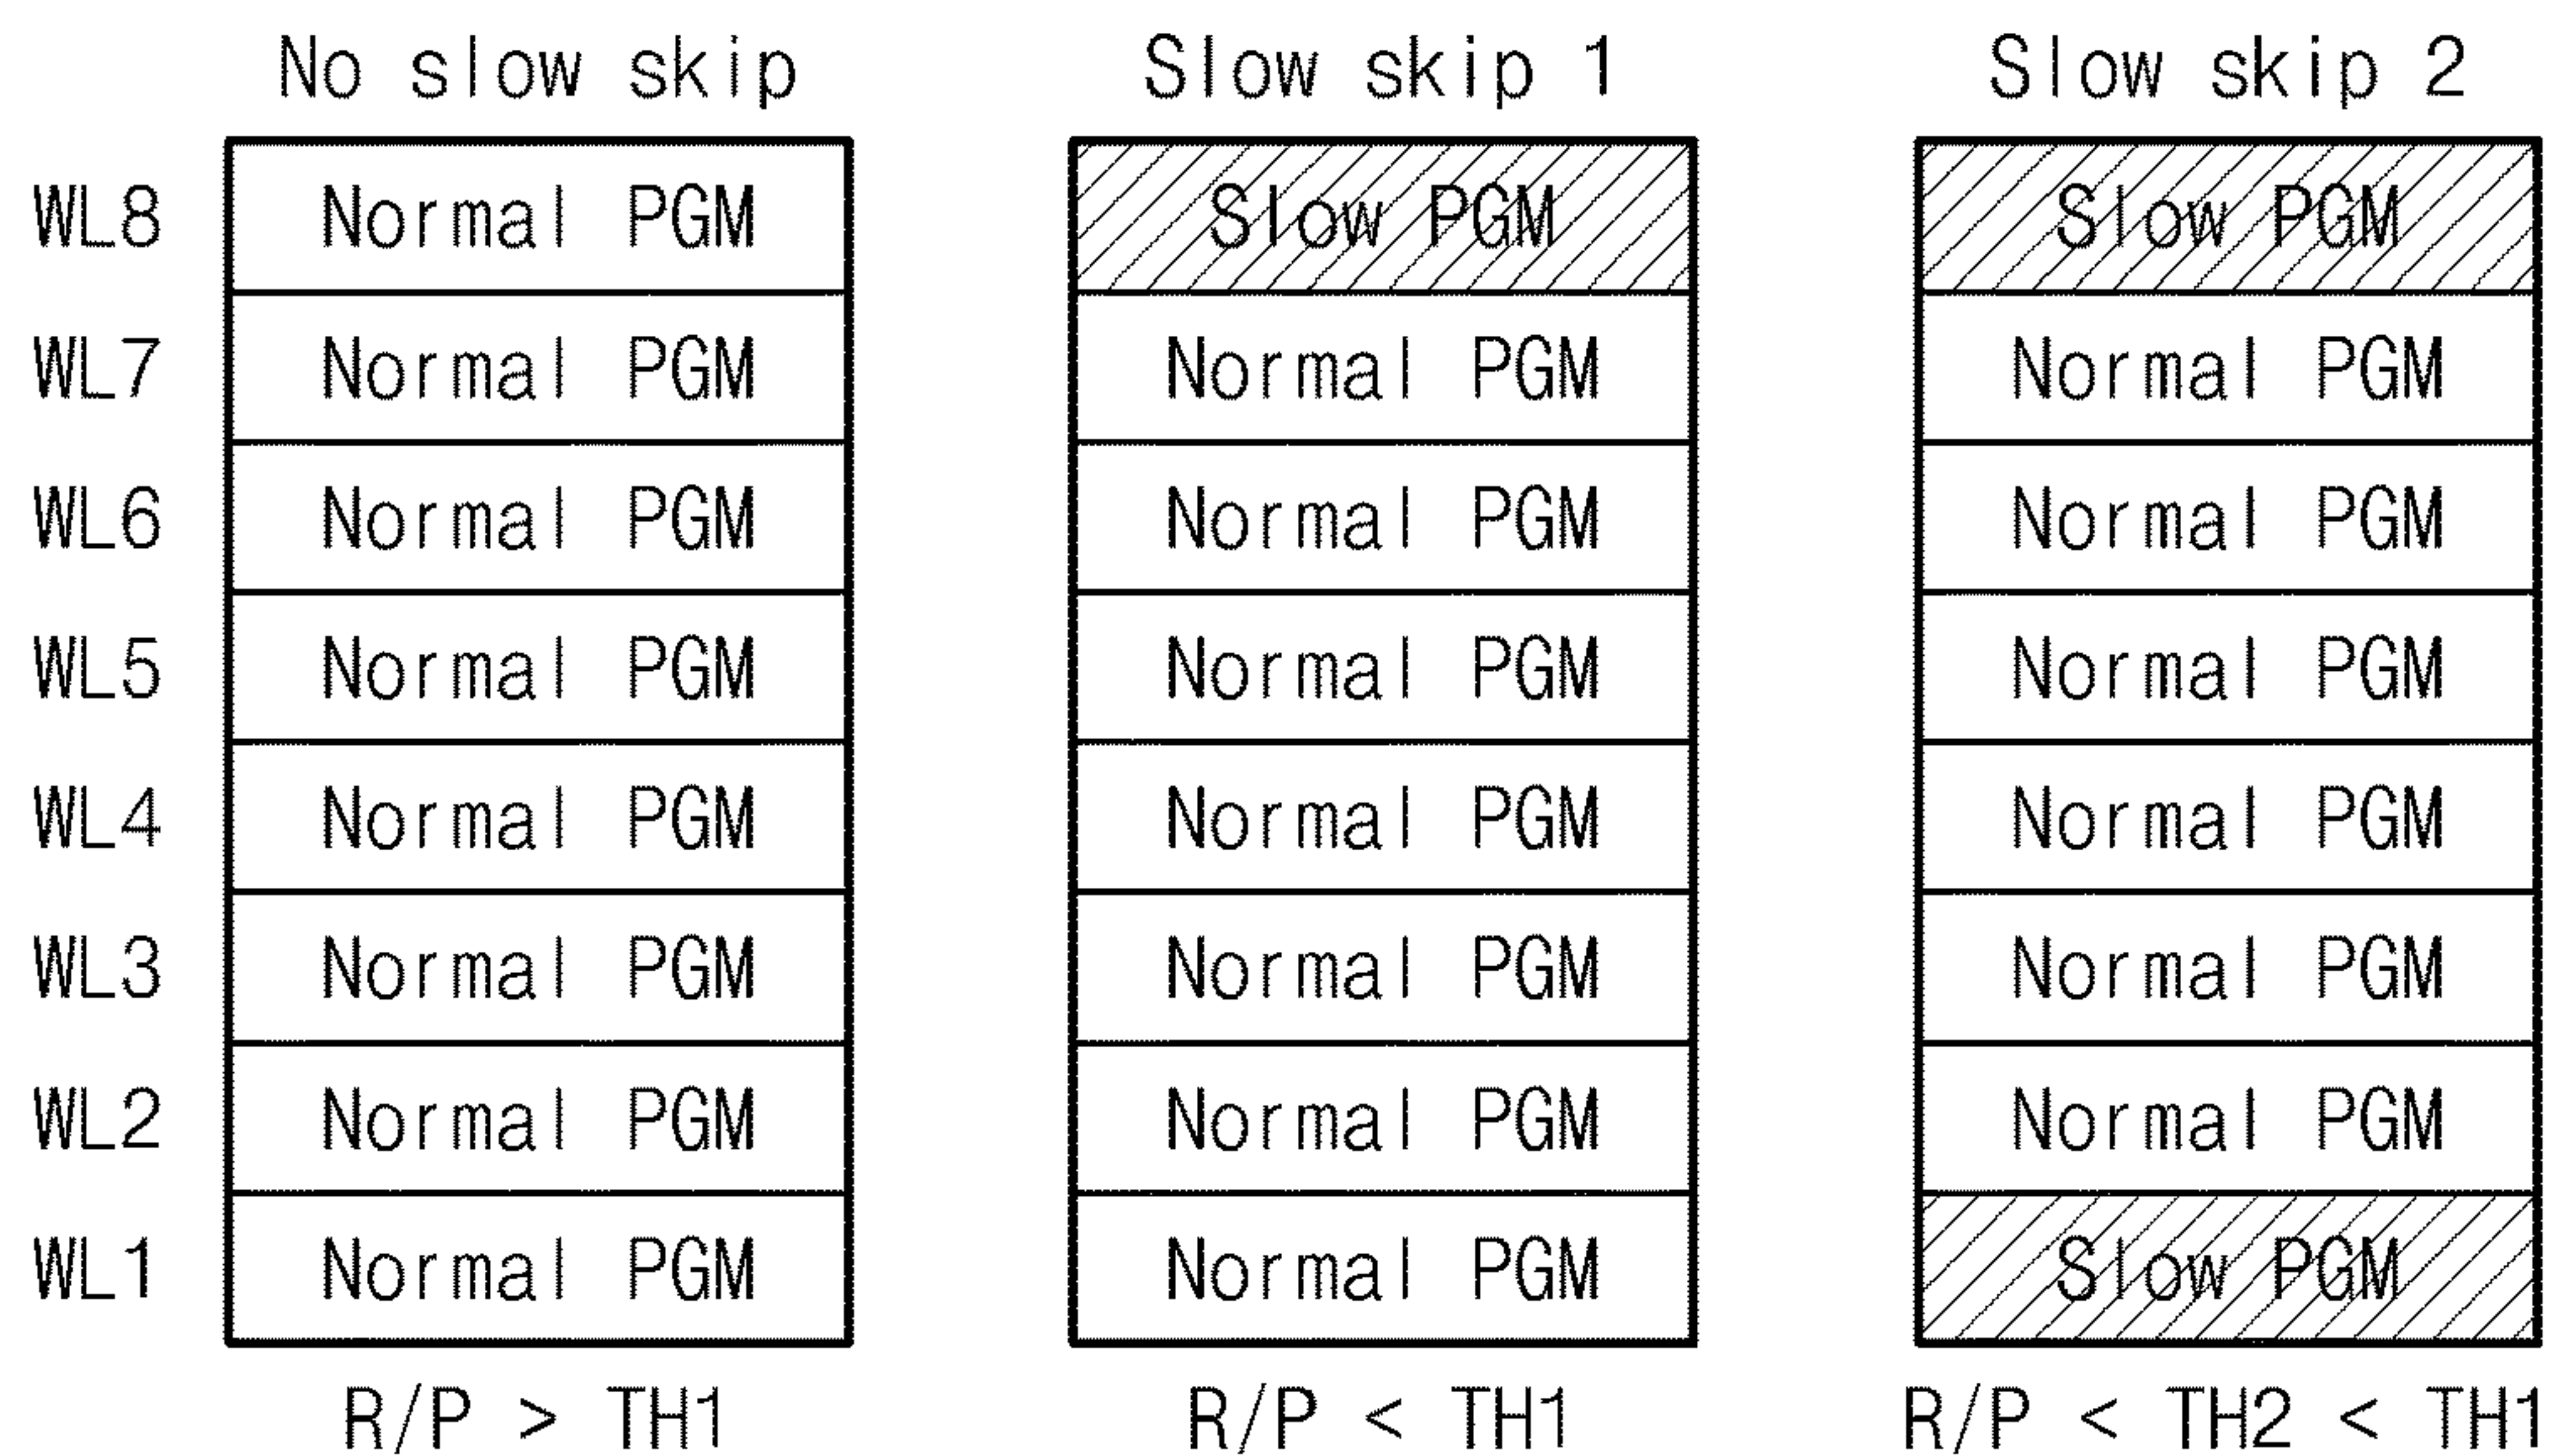 No slow skip Slow skip 1 Slow skip 2
WL8 Normal PGM Slow PGM Slow PGM
WL7 Normal PGM Normal PGM Normal PGM
WL6 Normal PGM Normal PGM Normal PGM
WL5 Normal PGM Normal PGM Normal PGM
WL4 Normal PGM Normal PGM Normal PGM
WL3 Normal PGM Normal PGM Normal PGM
WL2 Normal PGM Normal PGM Normal PGM
WL1 Normal PGM Normal PGM Slow PGM
R/P > TH1 R/P < TH1 R/P < TH2 < TH1